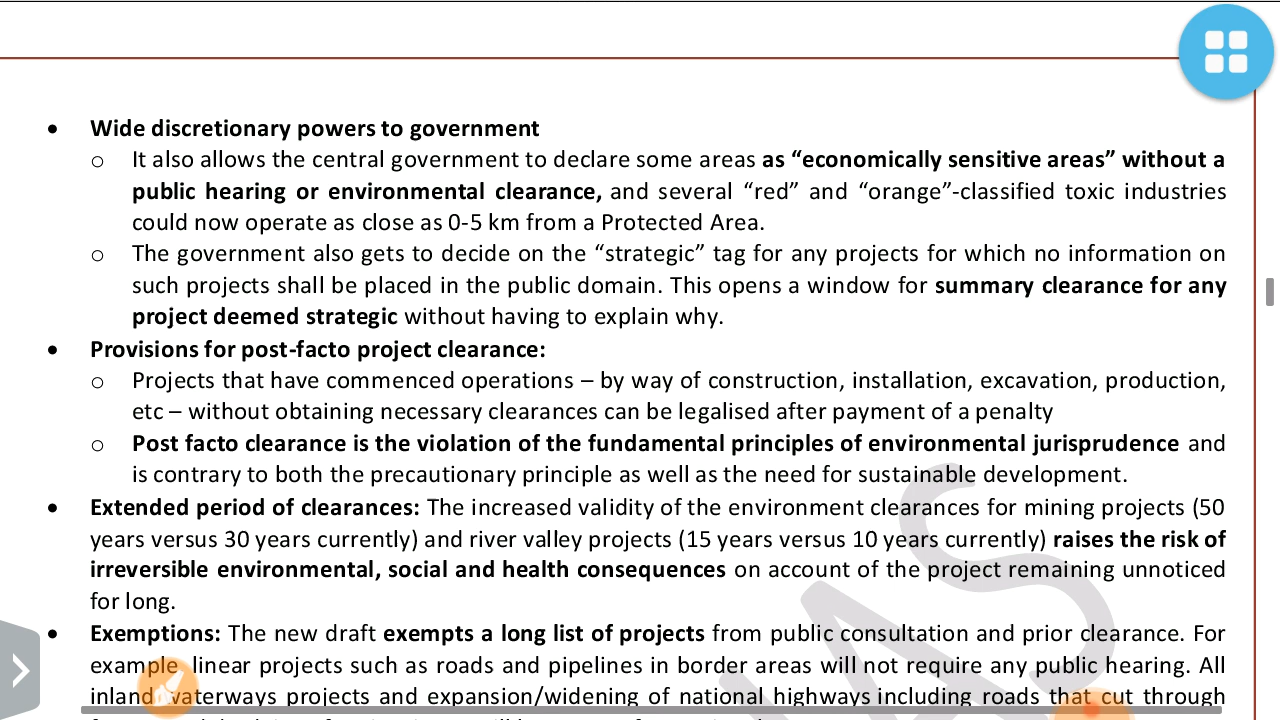 • Wide discretionary powers to government
o It also allows the central government to declare some areas as “economically sensitive areas” without a
public hearing or environmental clearance, and several “red” and “orange”-classified toxic industries
could now operate as close as 0-5 km from a Protected Area.
o The government also gets to decide on the “strategic” tag for any projects for which no information on
such projects shall be placed in the public domain. This opens a window for summary clearance for any
project deemed strategic without having to explain why.
• Provisions for post-facto project clearance:
o Projects that have commenced operations – by way of construction, installation, excavation, production,
etc – without obtaining necessary clearances can be legalised after payment of a penalty
o Post facto clearance is the violation of the fundamental principles of environmental jurisprudence and
is contrary to both the precautionary principle as well as the need for sustainable development.
• Extended period of clearances: The increased validity of the environment clearances for mining projects (50
years versus 30 years currently) and river valley projects (15 years versus 10 years currently) raises the risk of
irreversible environmental, social and health consequences on account of the project remaining unnoticed
for long.
• Exemptions: The new draft exempts a long list of projects from public consultation and prior clearance. For
example, linear projects such as roads and pipelines in border areas will not require any public hearing. All
inland waterways projects and expansion/widening of national highways including roads that cut through